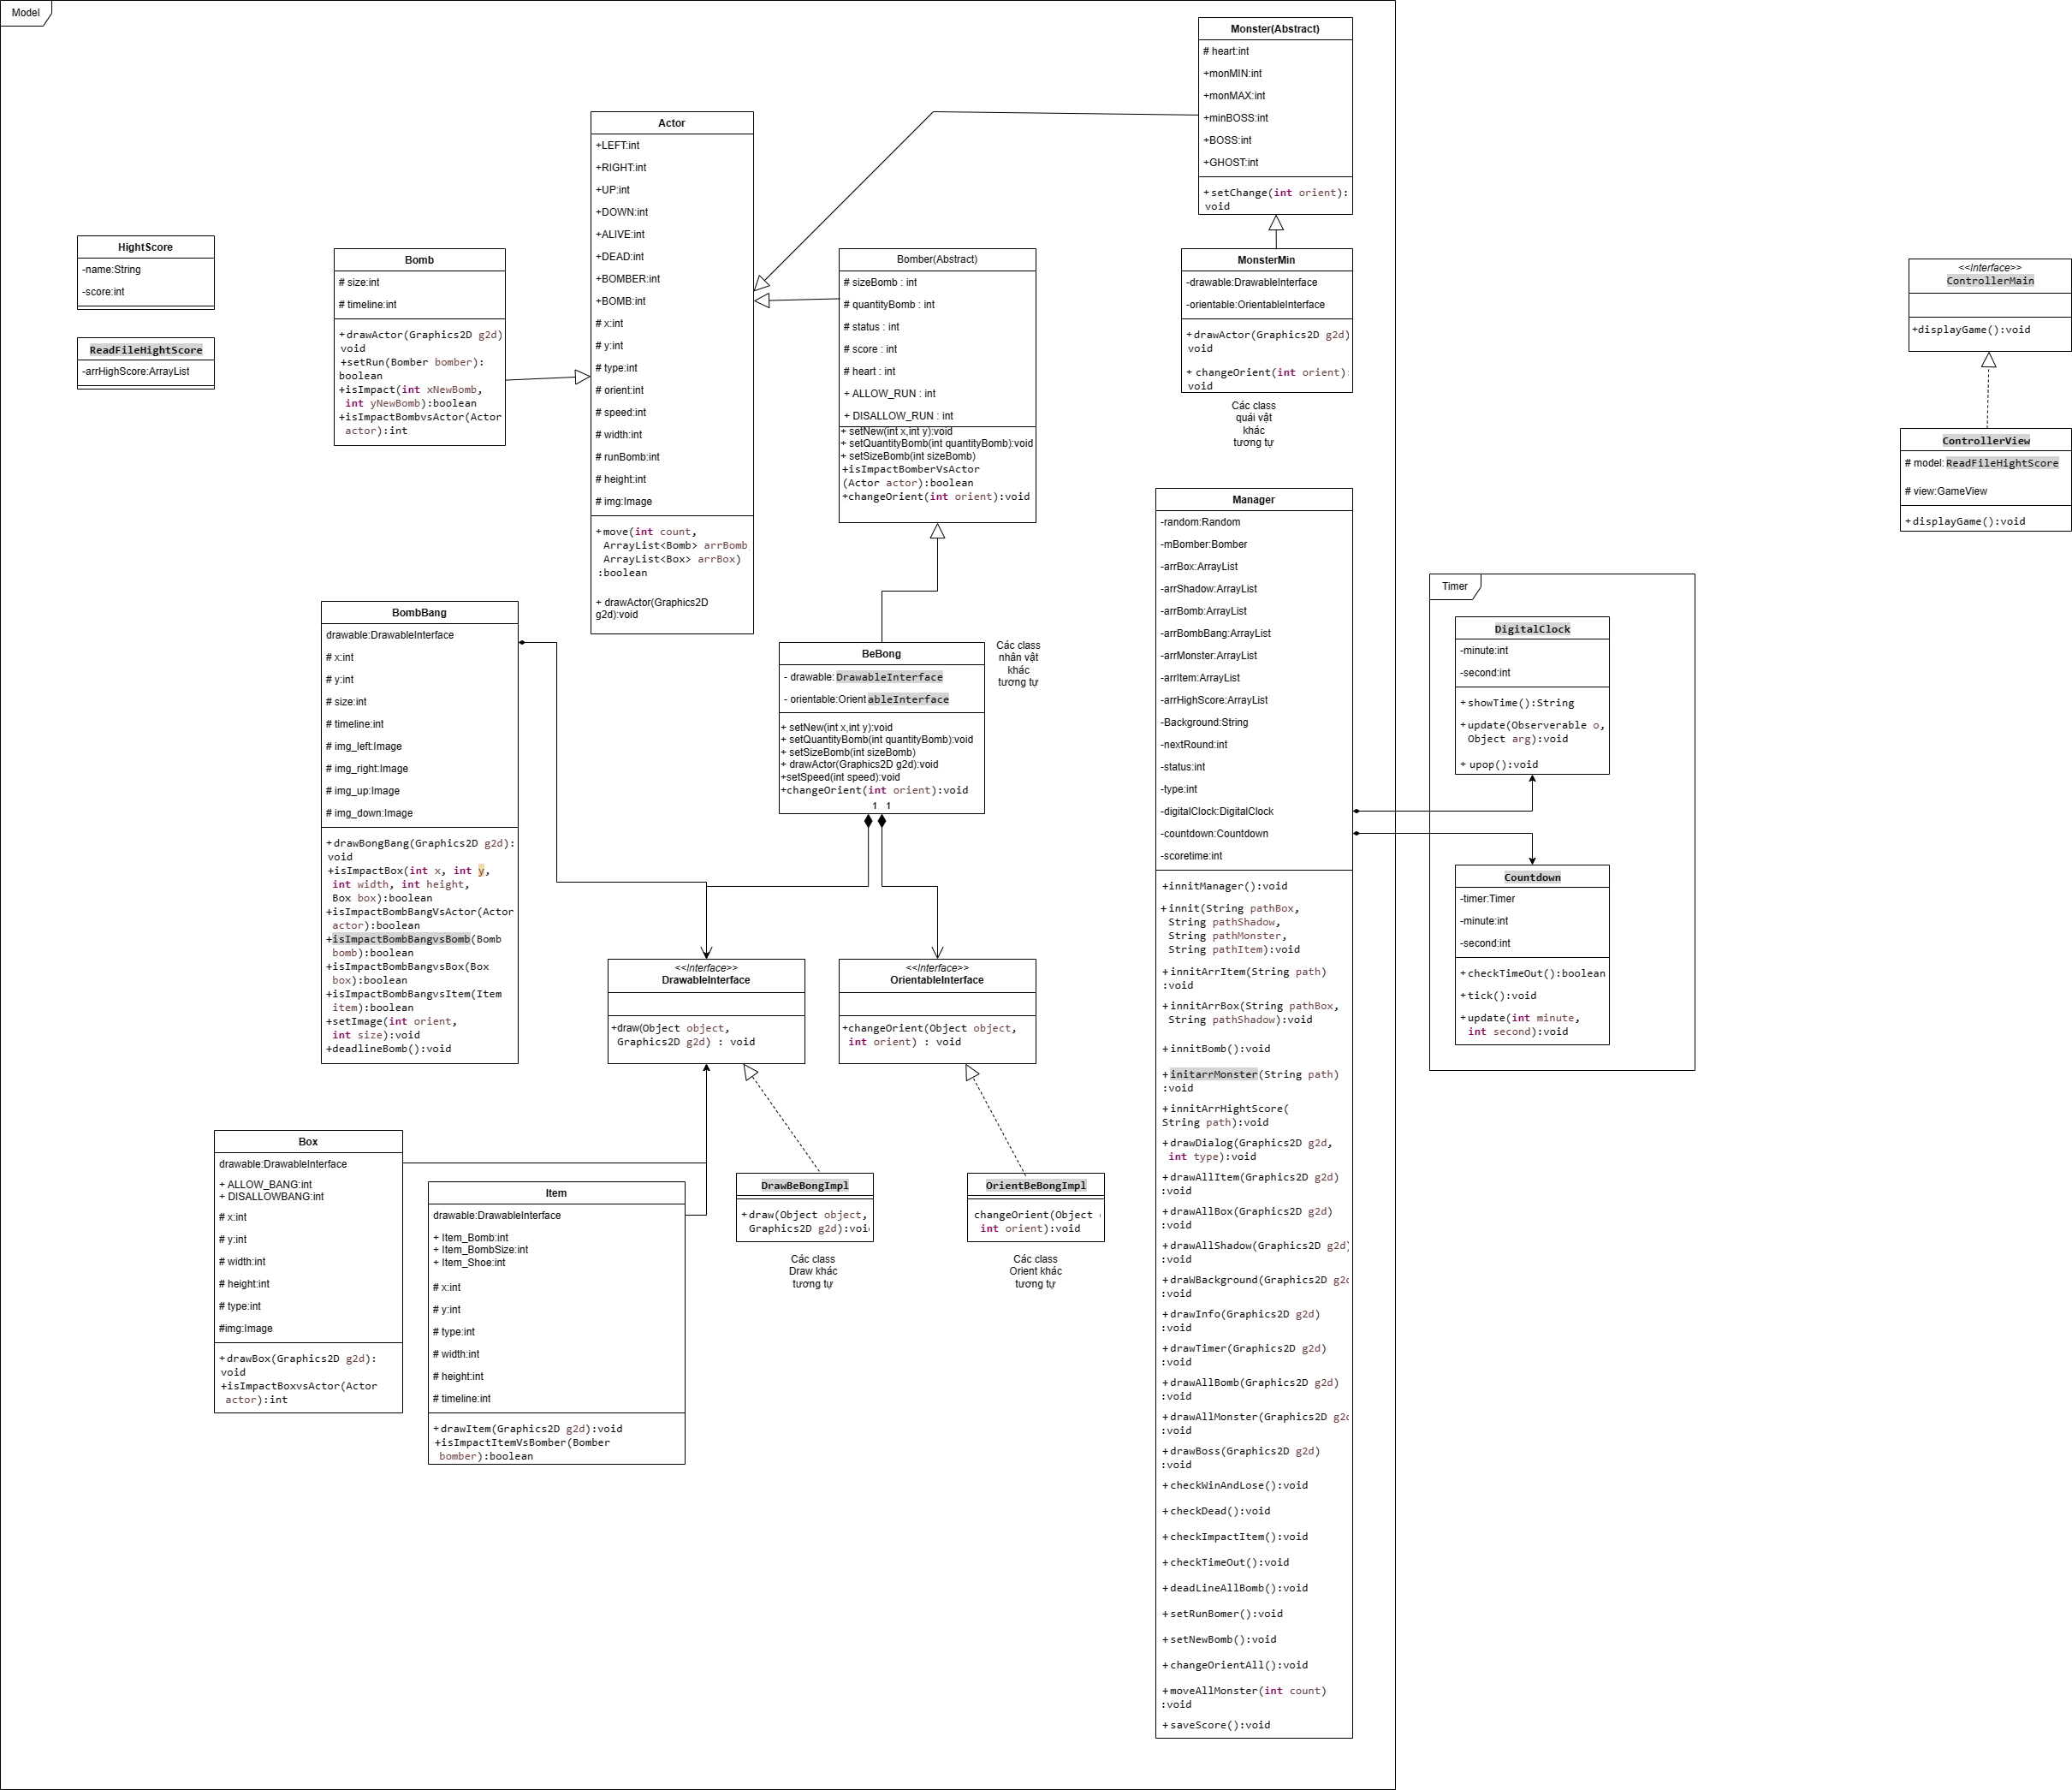 Model
Monster(Abstract)
# heart:int
+monMIN:int
+monMAX:int
+minBOSS:int
+BOSS:int
+GHOST:int
+setChange(int orient):
void
Actor
+LEFT:int
+RIGHT:int
+UP:int
+DOWN:int
+ALIVE:int
+DEAD:int
+BOMBER:int
+BOMB:int
# x:int
# y:int
# type:int
# orient:int
# speed:int
# width:int
# runBomb:int
# height:int
# img:Image
+move(int count,
ArrayList<Bomb> arrBomb,
ArrayList<Box> arrBox)
:boolean
+ drawActor(Graphics2D
g2d):void
HightScore
-name:String
-score:int
ReadFileHightScore
-arrHighScore:ArrayList
Bomb
# size:int
# timeline:int
+drawActor(Graphics2D g2d)
void
+setRun(Bomber bomber):
boolean
+isImpact(int xNewBomb,
int yNewBomb):boolean
+isImpactBombvsActor(Actor
actor):int
Bomber(Abstract)
# sizeBomb : int
# quantityBomb : int
# status : int
# score : int
# heart : int
+ ALLOW_RUN : int
+ DISALLOW_RUN : int
+ setNew(int x,int y):void
+ setQuantityBomb(int quantityBomb):void
+ setSizeBomb(int sizeBomb)
+isImpactBomberVsActor
(Actor actor):boolean
+changeOrient(int orient):void
MonsterMin
-drawable:DrawableInterface
-orientable:OrientableInterface
+drawActor(Graphics2D g2d)
void
+ changeOrient(int orient):
void
Các class
quái vật
khác
tương tự
<<Interface>>
ControllerMain
+displayGame():void
ControllerView
# model:ReadFileHightScore
# view:GameView
+displayGame():void
Manager
-random:Random
-mBomber:Bomber
-arrBox:ArrayList
-arrShadow:ArrayList
-arrBomb:ArrayList
-arrBombBang:ArrayList
-arrMonster:ArrayList
-arrItem:ArrayList
-arrHighScore:ArrayList
-Background:String
-nextRound:int
-status:int
-type:int
-digitalClock:DigitalClock
-countdown:Countdown
-scoretime:int
+innitManager():void
+innit(String pathBox,
String pathShadow,
String pathMonster,
String pathItem):void
+innitArrItem(String path)
:void
+innitArrBox(String pathBox,
String pathShadow):void
+innitBomb():void
+initarrMonster(String path)
:void
+innitArrHightScore(
String path):void
+drawDialog(Graphics2D g2d,
int type):void
+drawAllItem(Graphics2D g2d)
:void
+drawAllBox(Graphics2D g2d)
:void
+drawAllShadow(Graphics2D g2d)
:void
+draWBackground(Graphics2D g2d
:void
+drawInfo(Graphics2D g2d)
:void
+drawTimer(Graphics2D g2d)
:void
+drawAllBomb(Graphics2D g2d)
:void
+drawAllMonster(Graphics2D g2d
:void
+drawBoss(Graphics2D g2d)
:void
+checkWinAndLose():void
+checkDead():void
+checkImpactItem():void
+checkTimeOut():void
+deadLineAllBomb():void
+setRunBomer():void
+setNewBomb():void
+changeOrientAll():void
+moveAllMonster(int count)
:void
+saveScore():void
Timer
DigitalClock
-minute:int
-second:int
+showTime():String
+update(Observable o,
Object arg):void
+ upop():void
Countdown
-timer:Timer
-minute:int
-second:int
+checkTimeOut():boolean
+tick():void
+update(int minute,
int second):void
BombBang
drawable:DrawableInterface
# x:int
# y:int
# size:int
# timeline:int
# img_left:Image
# img_right:Image
# img_up:Image
# img_down:Image
+drawBongBang(Graphics2D g2d):
void
+isImpactBox(int x, int y,
int width, int height,
Box box):boolean
+isImpactBombBangVsActor(Actor
actor):boolean
+isImpactBombBangvsBomb(Bomb
bomb):boolean
+isImpactBombBangvsBox(Box
box):boolean
+isImpactBombBangvsItem(Item
item):boolean
+setImage(int orient,
int size):void
+deadlineBomb():void
BeBong
- drawable:DrawableInterface
- orientable:OrientableInterface
+ setNew(int x,int y):void
+ setQuantityBomb(int quantityBomb):void
+ setSizeBomb(int sizeBomb)
+ drawActor(Graphics2D g2d):void
+setSpeed(int speed):void
+changeOrient(int orient):void
1 1
Các class
nhân vật
khác
tương tự
<<Interface>>
DrawableInterface
+draw(Object object,
Graphics2D g2d) : void
<<Interface>>
OrientableInterface
+changeOrient(Object object,
int orient) : void
Box
drawable:DrawableInterface
+ ALLOW_BANG:int
+ DISALLOWBANG:int
# x:int
# y:int
# width:int
# height:int
# type:int
#img:Image
+drawBox(Graphics2D g2d):
void
+isImpactBoxvsActor(Actor
actor):int
Item
drawable:DrawableInterface
+ Item_Bomb:int
+ Item_BombSize:int
+ Item_Shoe:int
# x:int
# y:int
# type:int
# width:int
# height:int
# timeline:int
+drawItem(Graphics2D g2d):void
+isImpactItemVsBomber(Bomber
bomber):boolean
DrawBeBongImpl
+draw(Object object,
Graphics2D g2d):voi
Các class
Draw khác
tương tự
OrientBeBongImpl
changeOrient(Object
int orient):void
Các class
Orient khác
tương tự